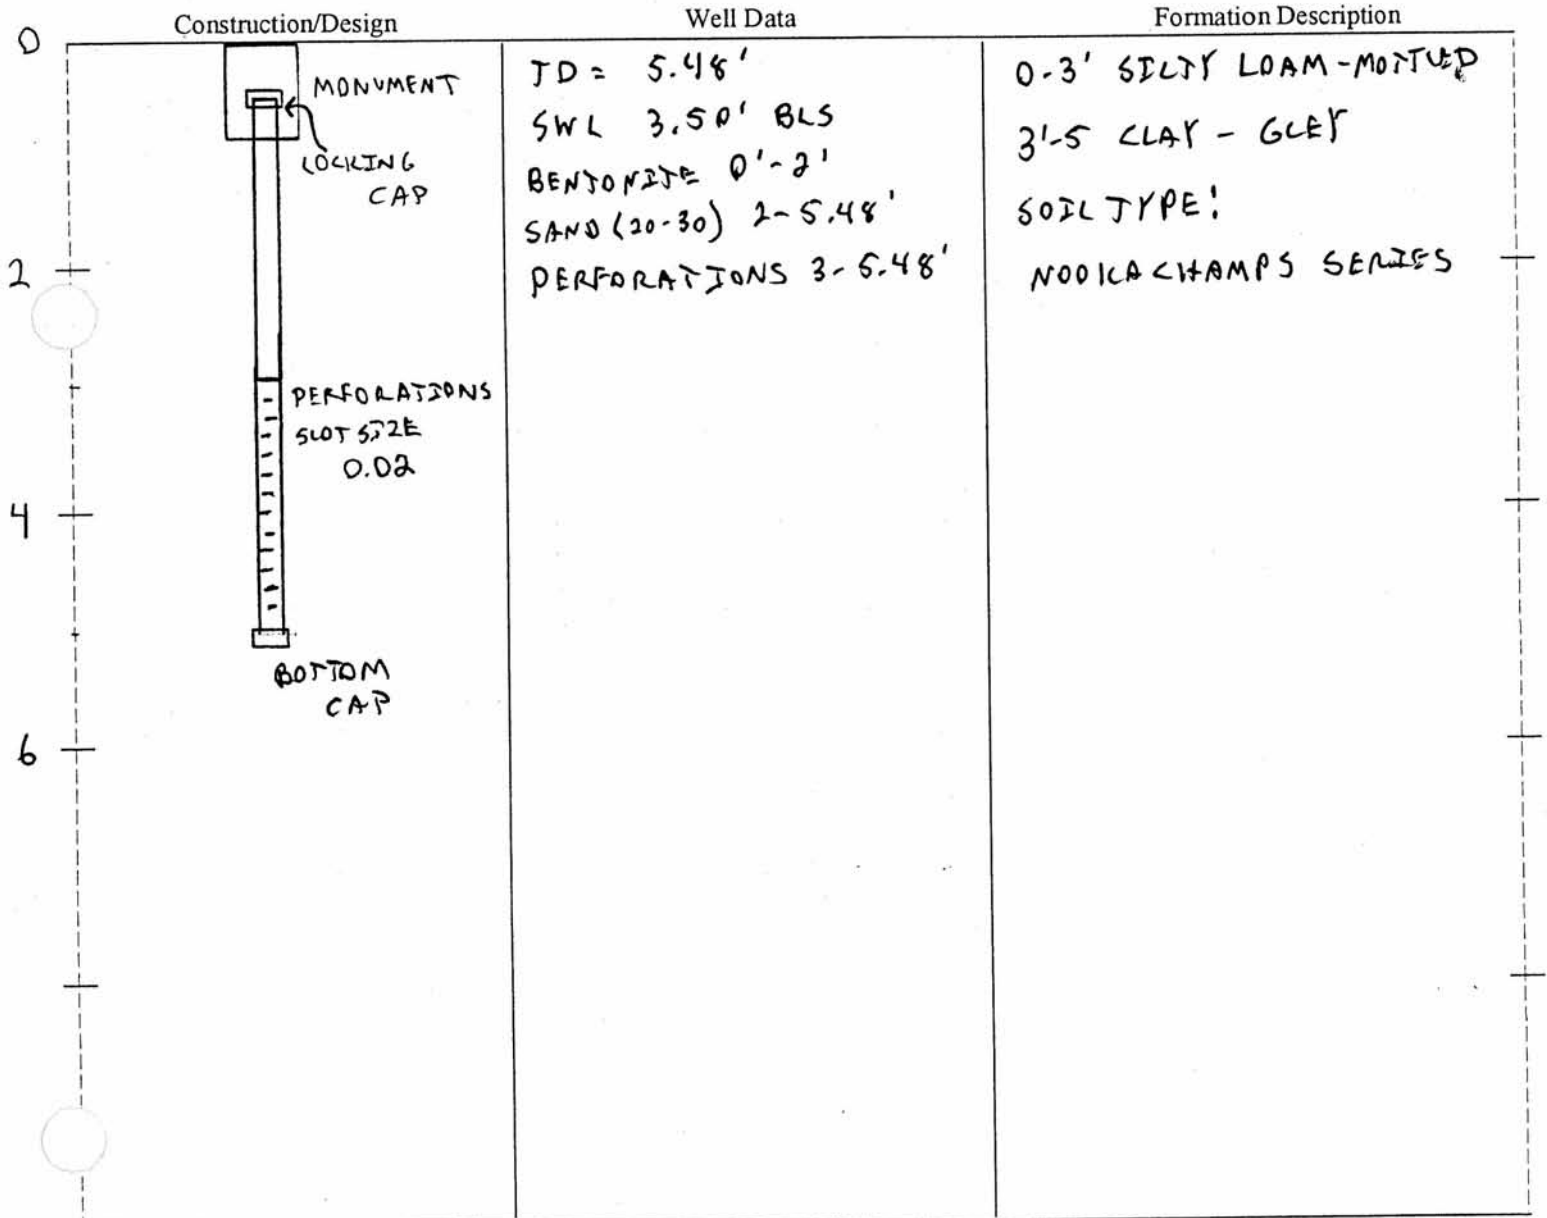 Construction/Design
Well Data
Formation Description
0
2
4
6
MONUMENT
LOCKING
CAP
PERFORATIONS
SLOT SIZE
0.02
BOTTOM
CAP
TD = 5.48'
SWL 3.50' BLS
BENTONITE 0'-2'
SAND (20-30) 2-5.48'
PERFORATIONS 3-5.48'
0-3' SILTY LOAM-MOTTLED
3'-5 CLAY - GLEY
SOIL TYPE:
NOOKACHAMPS SERIES